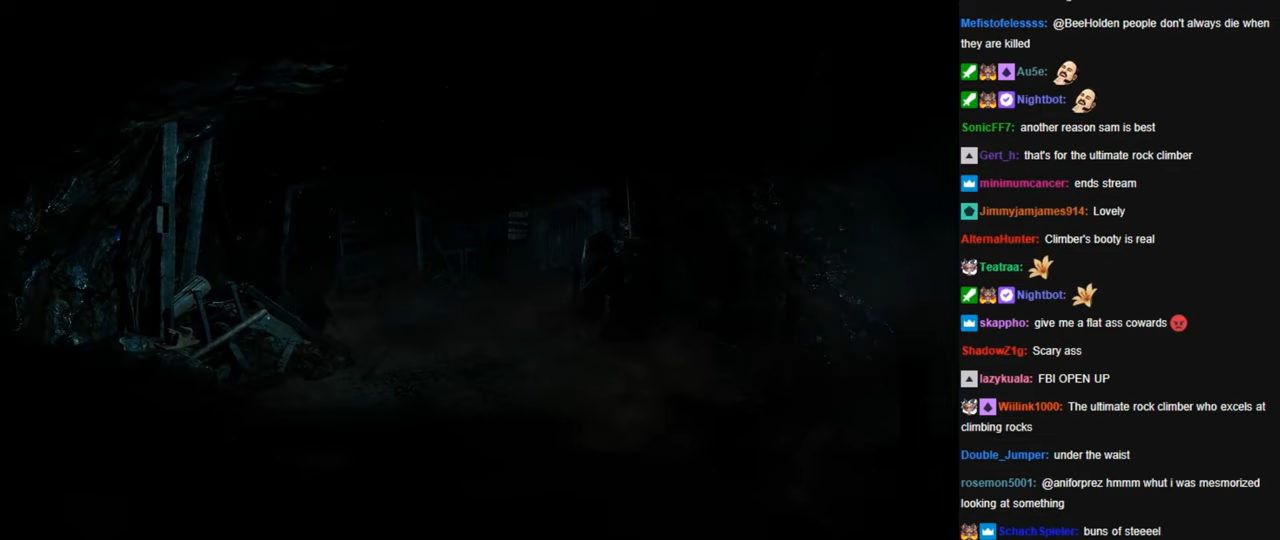 Mefistofelessss: @BeeHolden people don't always die when
they are killed
Au5e:
Nightbot:
SonicFF7: another reason sam is best
Gert_h: that's for the ultimate rock climber
minimumcancer: ends stream
Jimmyjamjames914: Lovely
AlternaHunter: Climber's booty is real
Teatraa:
Nightbot:
skappho: give me a flat ass cowards
ShadowZ1g: Scary ass
lazykuala: FBI OPEN UP
Wiilink1000: The ultimate rock climber who excels at
climbing rocks
Double_Jumper: under the waist
rosemon5001: @aniforprez hmmm whut i was mesmorized
looking at something
SchachSpieler: buns of steeeel